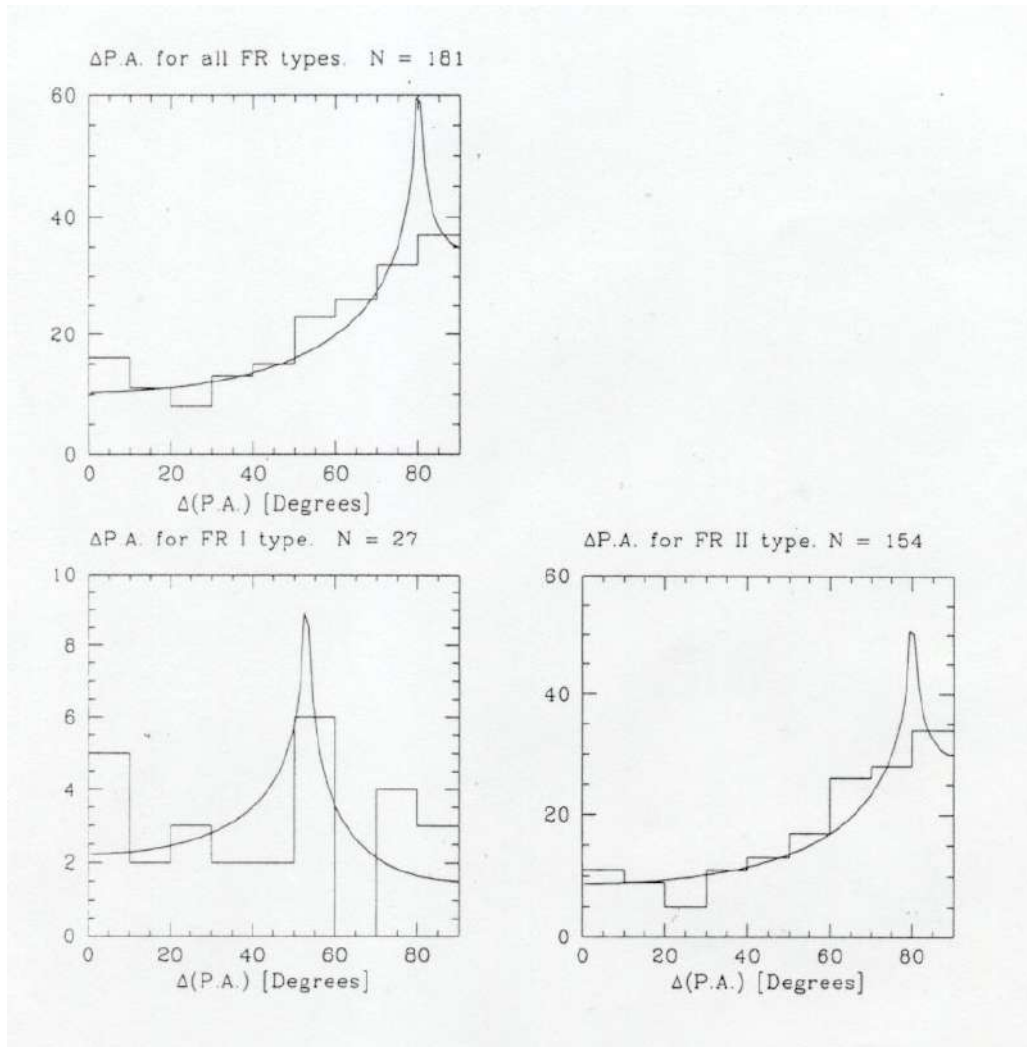 ΔP.A. for all FR types. N = 181
60
40
20
0
0 20 40 60 80
Δ(P.A.) [Degrees]
ΔP.A. for FR I type. N = 27
10
8
6
4
2
0
0 20 40 60 80
Δ(P.A.) [Degrees]
ΔP.A. for FR II type. N = 154
60
40
20
0
0 20 40 60 80
Δ(P.A.) [Degrees]